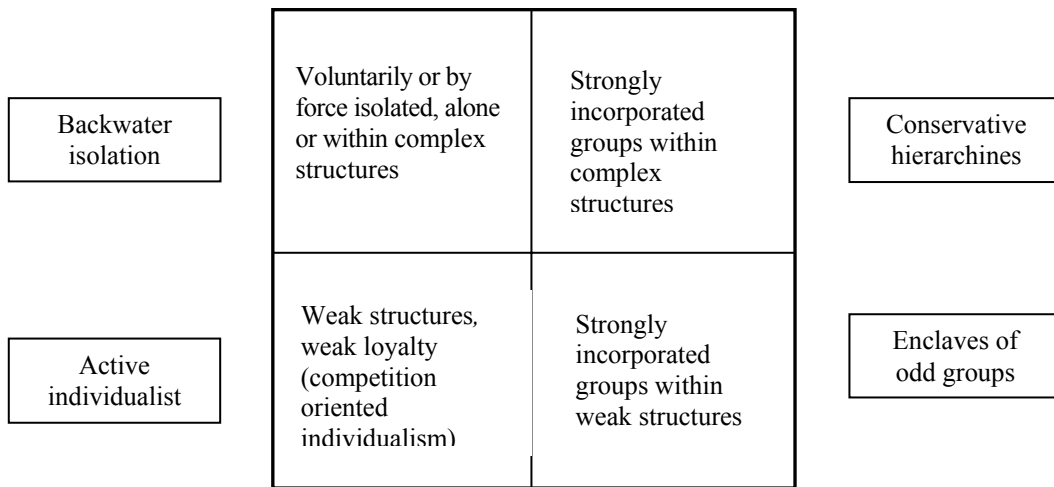 Backwater
isolation
Voluntarily or by
force isolated, alone
or within complex
structures
Strongly
incorporated
groups within
complex
structures
Conservative
hierarchines
Active
individualist
Weak structures,
weak loyalty
(competition
oriented
individualism)
Strongly
incorporated
groups within
weak structures
Enclaves of
odd groups